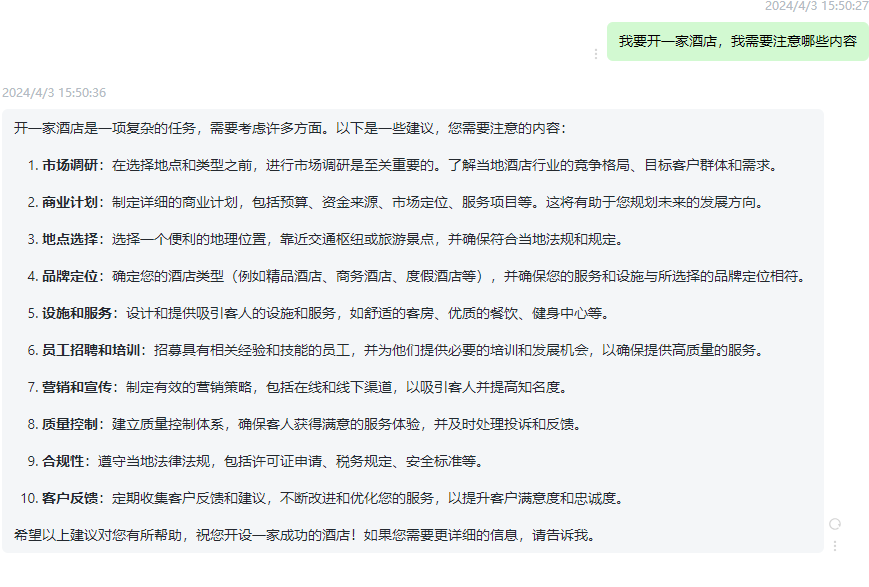 2024/4/3 15:50:27
我要开一家酒店，我需要注意哪些内容
2024/4/3 15:50:36
开一家酒店是一项复杂的任务，需要考虑许多方面。以下是一些建议，您需要注意的内容：
1. 市场调研：在选择地点和类型之前，进行市场调研是至关重要的。了解当地酒店行业的竞争格局、目标客户群体和需求。
2. 商业计划：制定详细的商业计划，包括预算、资金来源、市场定位、服务项目等。这将有助于您规划未来的发展方向。
3. 地点选择：选择一个便利的地理位置，靠近交通枢纽或旅游景点，并确保符合当地法规和规定。
4. 品牌定位：确定您的酒店类型（例如精品酒店、商务酒店、度假酒店等），并确保您的服务和设施与所选择的品牌定位相符。
5. 设施和服务：设计和提供吸引客人的设施和服务，如舒适的客房、优质的餐饮、健身中心等。
6. 员工招聘和培训：招募具有相关经验和技能的员工，并为他们提供必要的培训和发展机会，以确保提供高质量的服务。
7. 营销和宣传：制定有效的营销策略，包括在线和线下渠道，以吸引客人并提高知名度。
8. 质量控制：建立质量控制体系，确保客人获得满意的服务体验，并及时处理投诉和反馈。
9. 合规性：遵守当地法律法规，包括许可证申请、税务规定、安全标准等。
10. 客户反馈：定期收集客户反馈和建议，不断改进和优化您的服务，以提升客户满意度和忠诚度。
希望以上建议对您有所帮助，祝您开设一家成功的酒店！如果您需要更详细的信息，请告诉我。